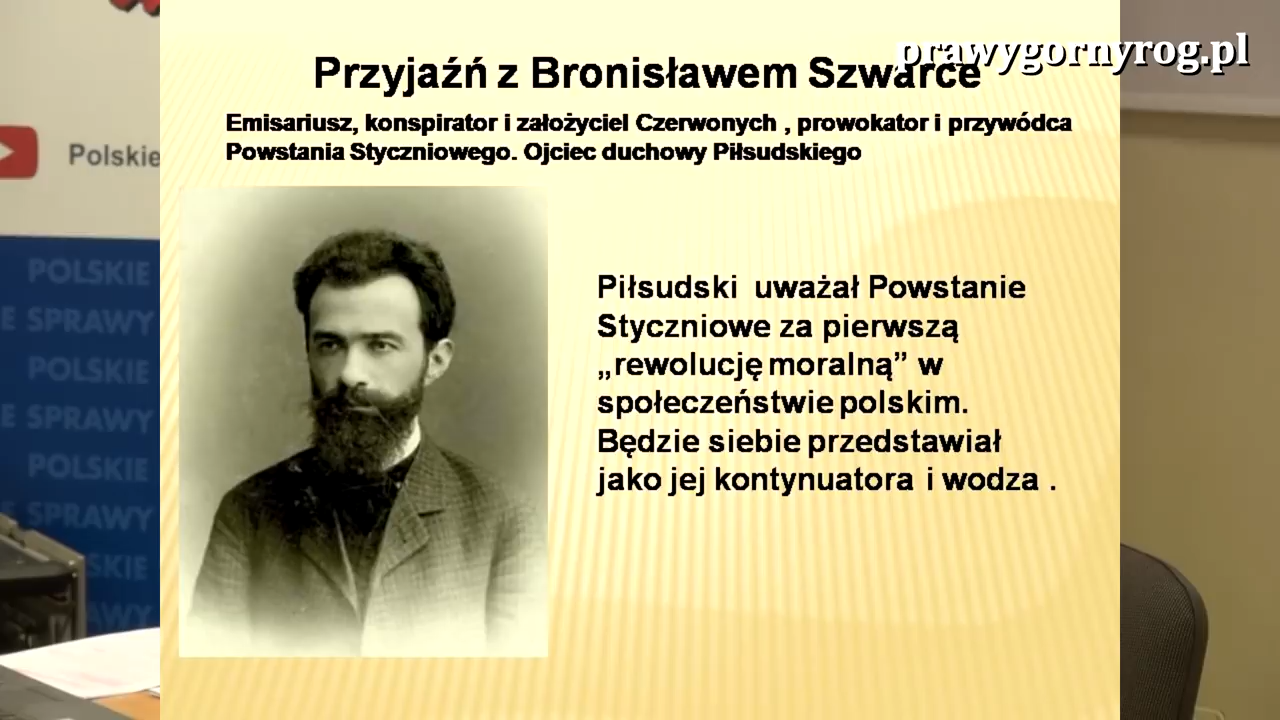 prawygornyrog.pl
Przyjaźń z Bronisławem Szwarce
Emisariusz, konspirator i założyciel Czerwonych , prowokator i przywódca
Powstania Styczniowego. Ojciec duchowy Piłsudskiego
Piłsudski uważał Powstanie
Styczniowe za pierwszą
„rewolucję moralną” w
społeczeństwie polskim.
Będzie siebie przedstawiał
jako jej kontynuatora i wodza .
Polskie
POLSKIE
E SPRAWY
POLSKIE
E SPRAWY
POLSKIE
E SPRAWY
SKIE
RAWY